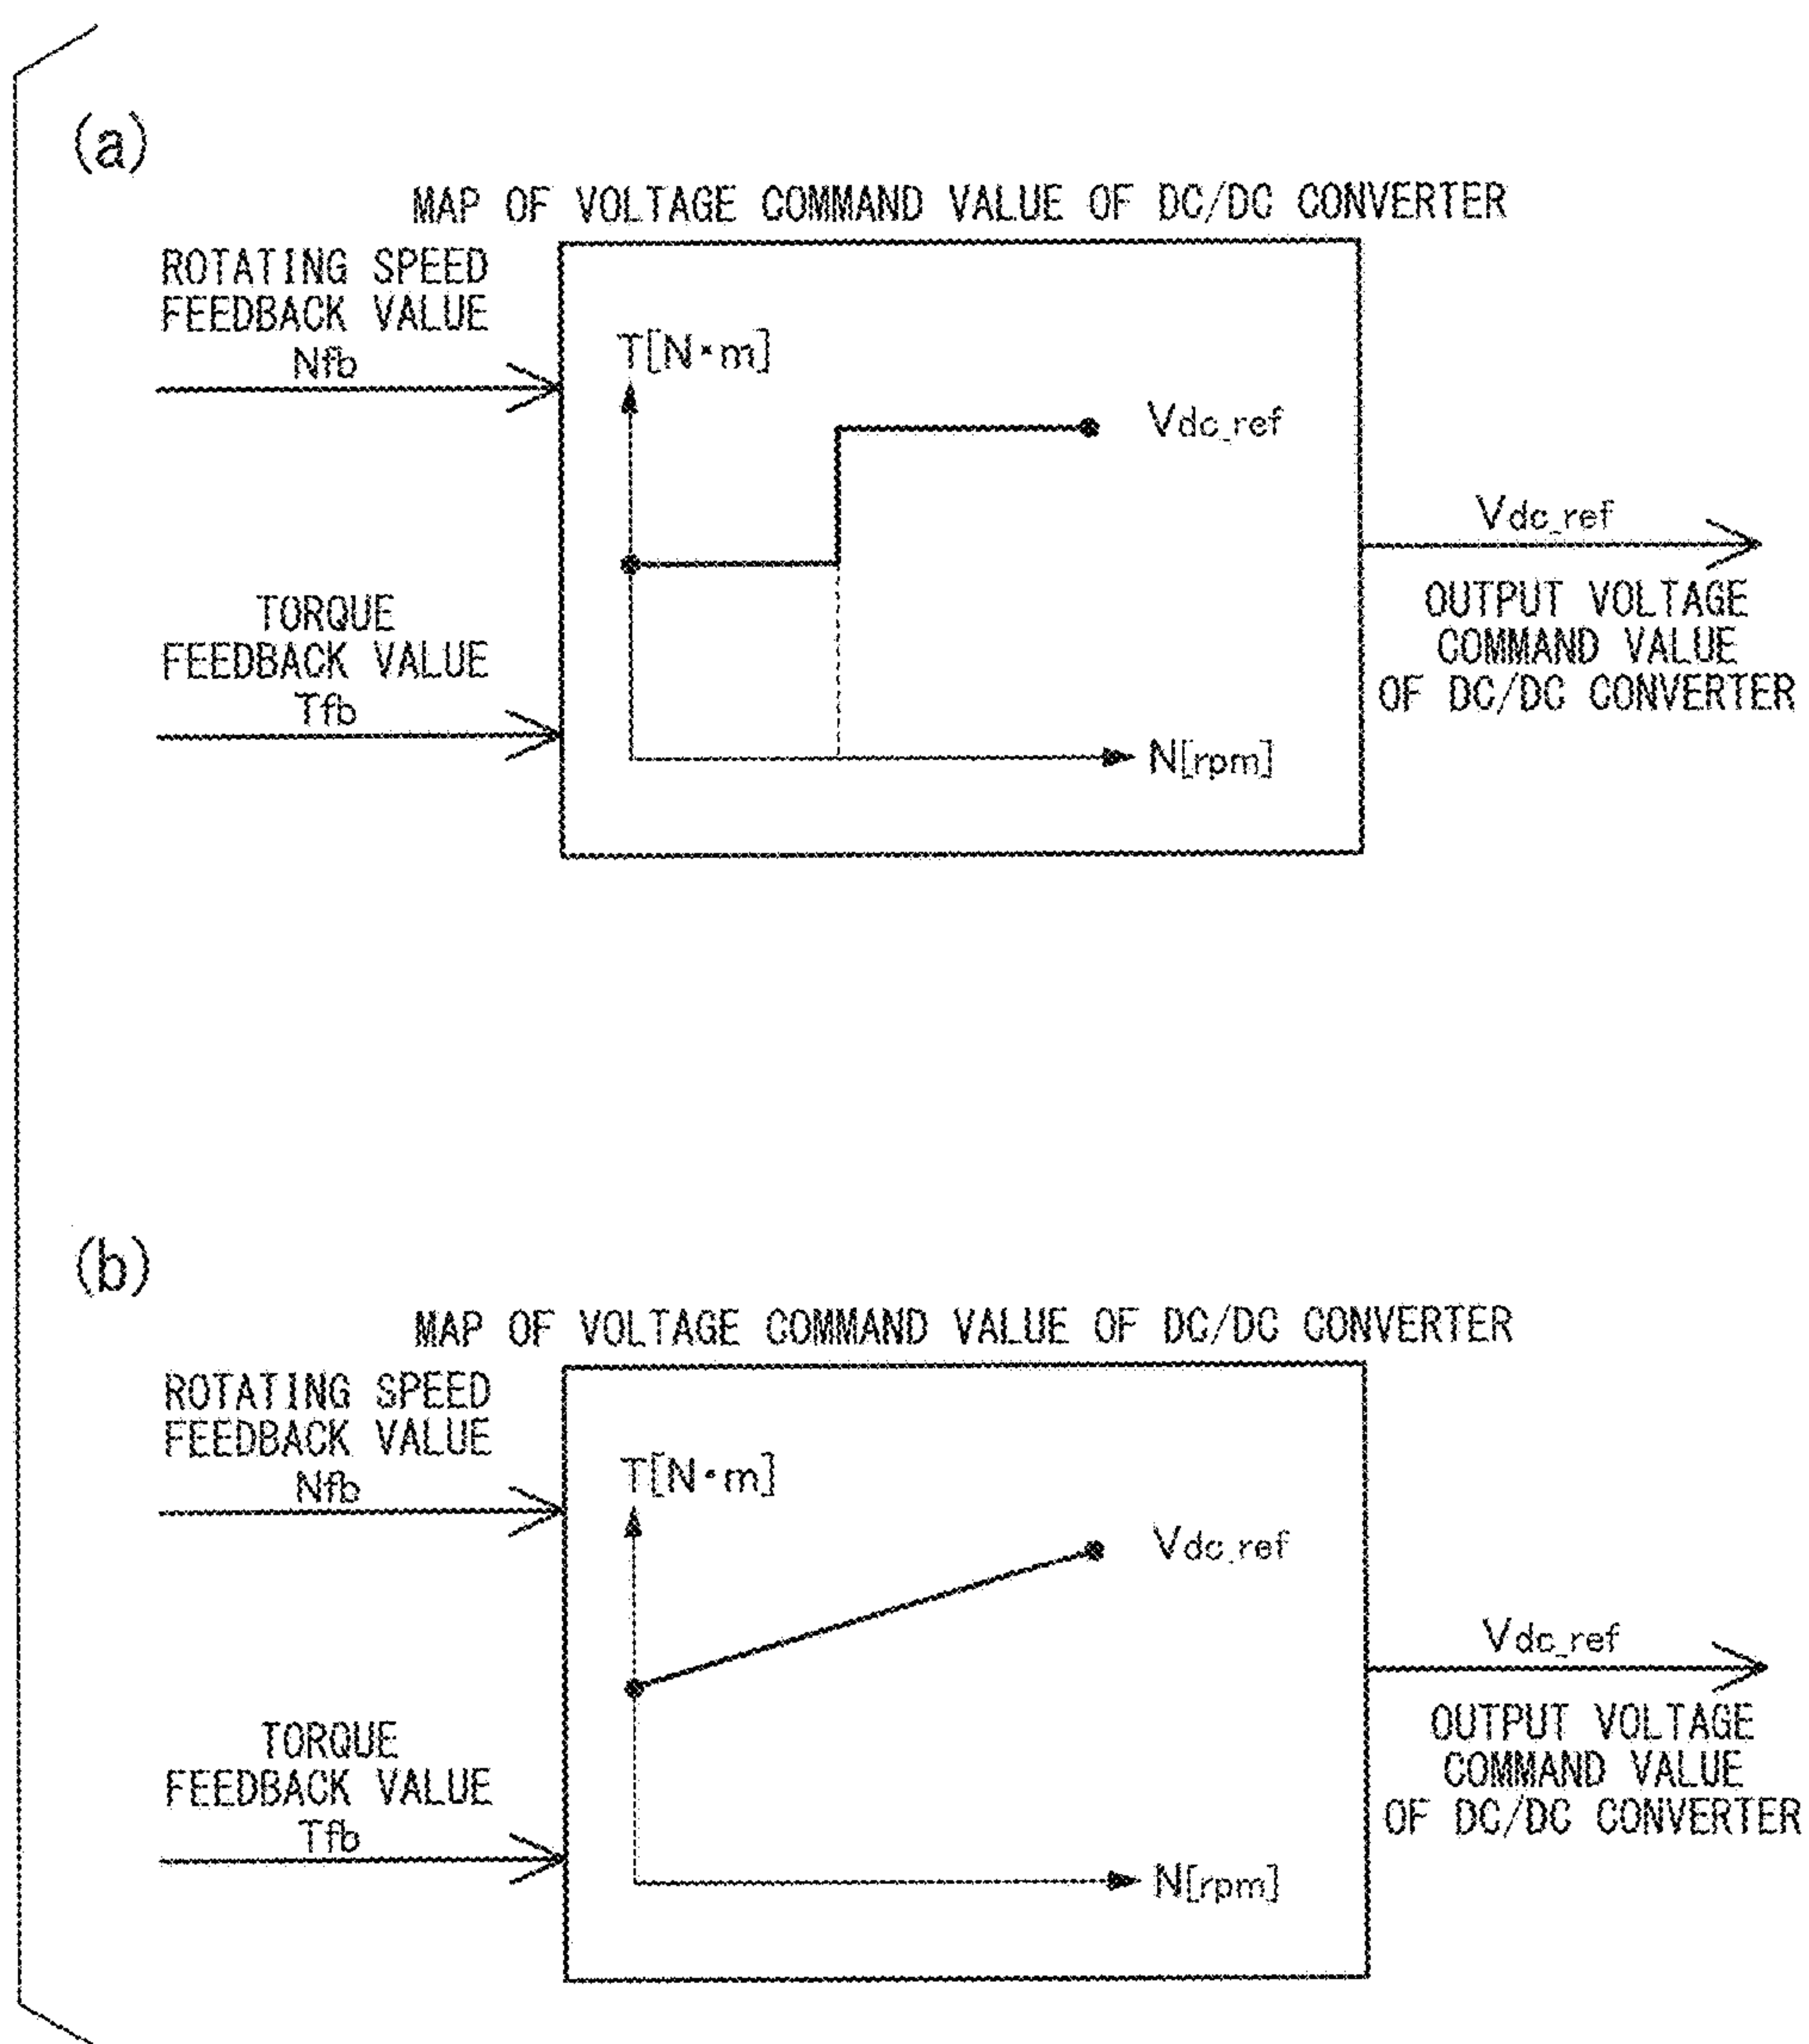 (a)
MAP OF VOLTAGE COMMAND VALUE OF DC/DC CONVERTER
ROTATING SPEED
FEEDBACK VALUE
Nfb
T[N・m]
Vdc_ref
Vdc_ref
OUTPUT VOLTAGE
COMMAND VALUE
OF DC/DC CONVERTER
TORQUE
FEEDBACK VALUE
Tfb
N[rpm]
(b)
MAP OF VOLTAGE COMMAND VALUE OF DC/DC CONVERTER
ROTATING SPEED
FEEDBACK VALUE
Nfb
T[N・m]
Vdc_ref
Vdc_ref
OUTPUT VOLTAGE
COMMAND VALUE
OF DC/DC CONVERTER
TORQUE
FEEDBACK VALUE
Tfb
N[rpm]